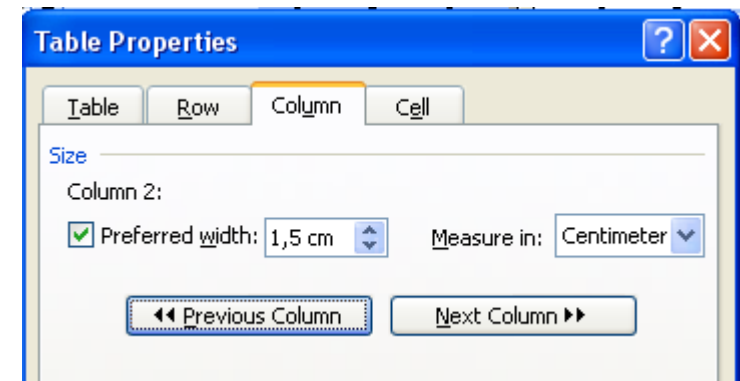 Table Properties
?
Table Row Column Cell
Size
Column 2:
Preferred width: 1,5 cm Measure in: Centimeter
Previous Column Next Column